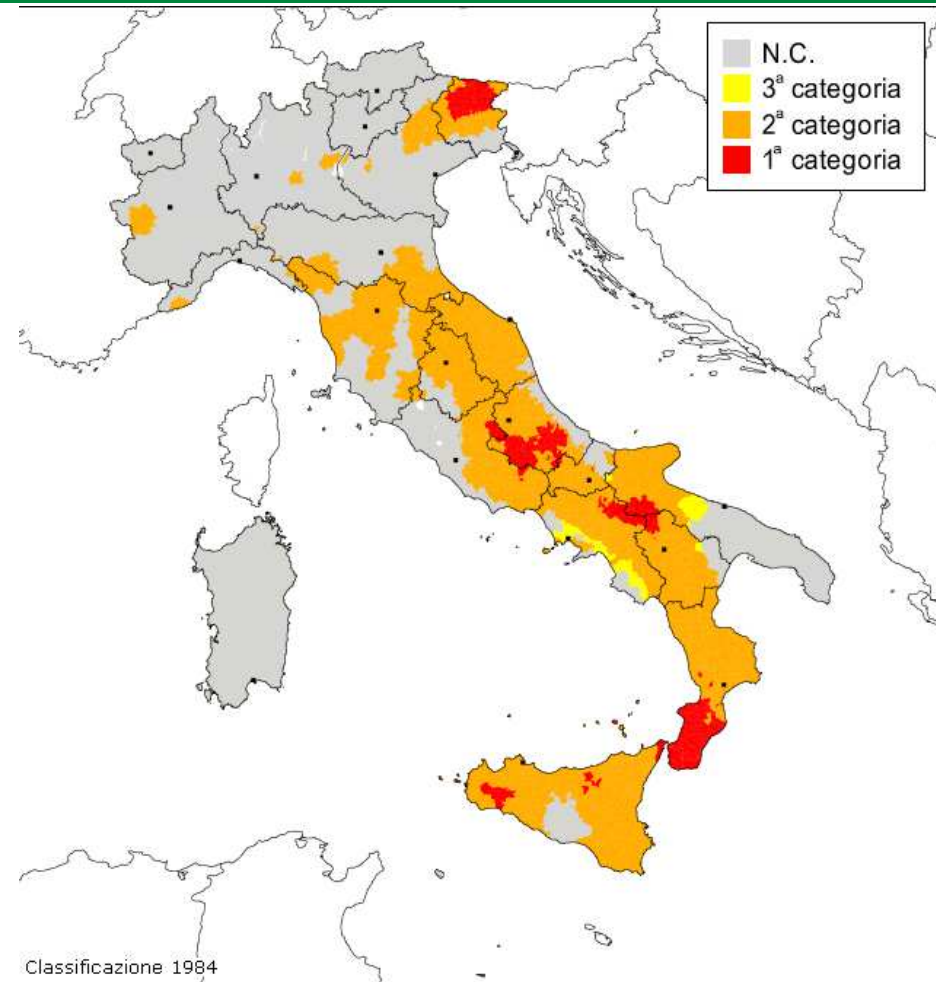 N.C.
3ª categoria
2ª categoria
1ª categoria
Classificazione 1984